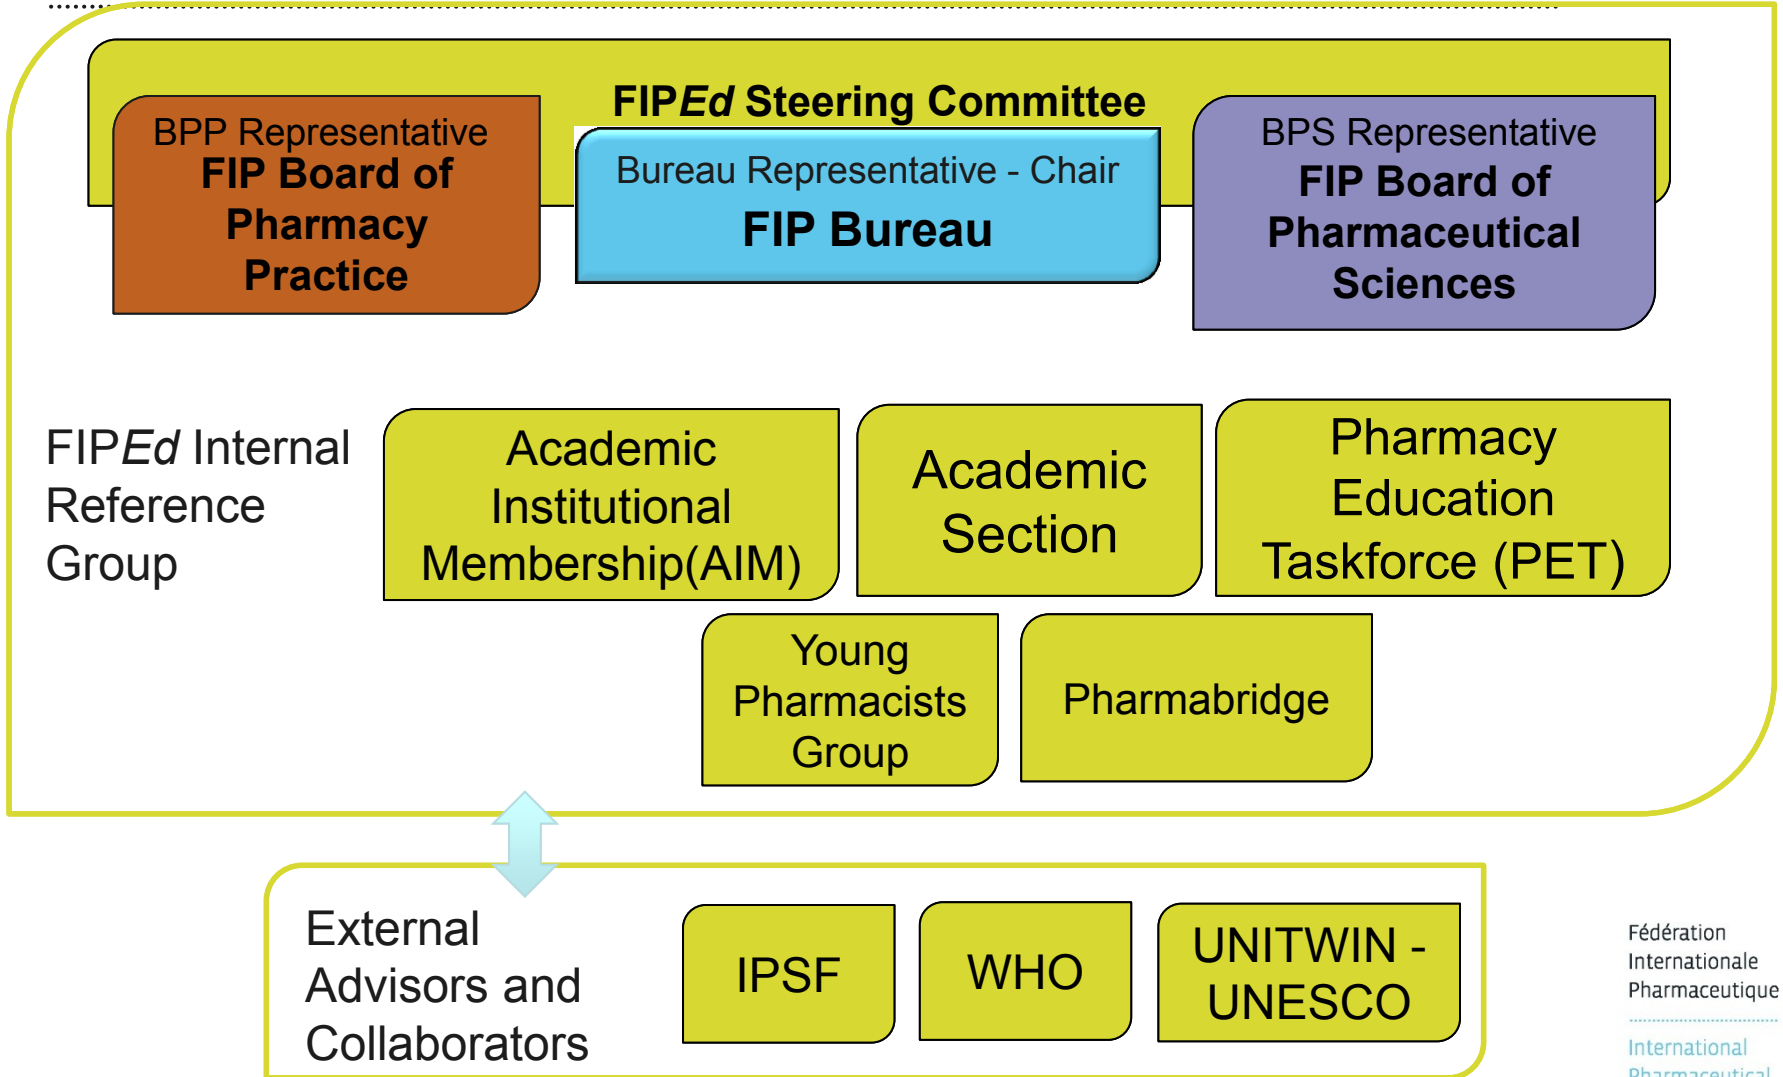 FIPEd Steering Committee
BPP Representative
FIP Board of
Pharmacy
Practice
Bureau Representative - Chair
FIP Bureau
BPS Representative
FIP Board of
Pharmaceutical
Sciences
FIPEd Internal
Reference
Group
Academic
Institutional
Membership(AIM)
Academic
Section
Pharmacy
Education
Taskforce (PET)
Young
Pharmacists
Group
Pharmabridge
External
Advisors and
Collaborators
IPSF
WHO
UNITWIN -
UNESCO
Fédération
Internationale
Pharmaceutique
International
Pharmaceutical